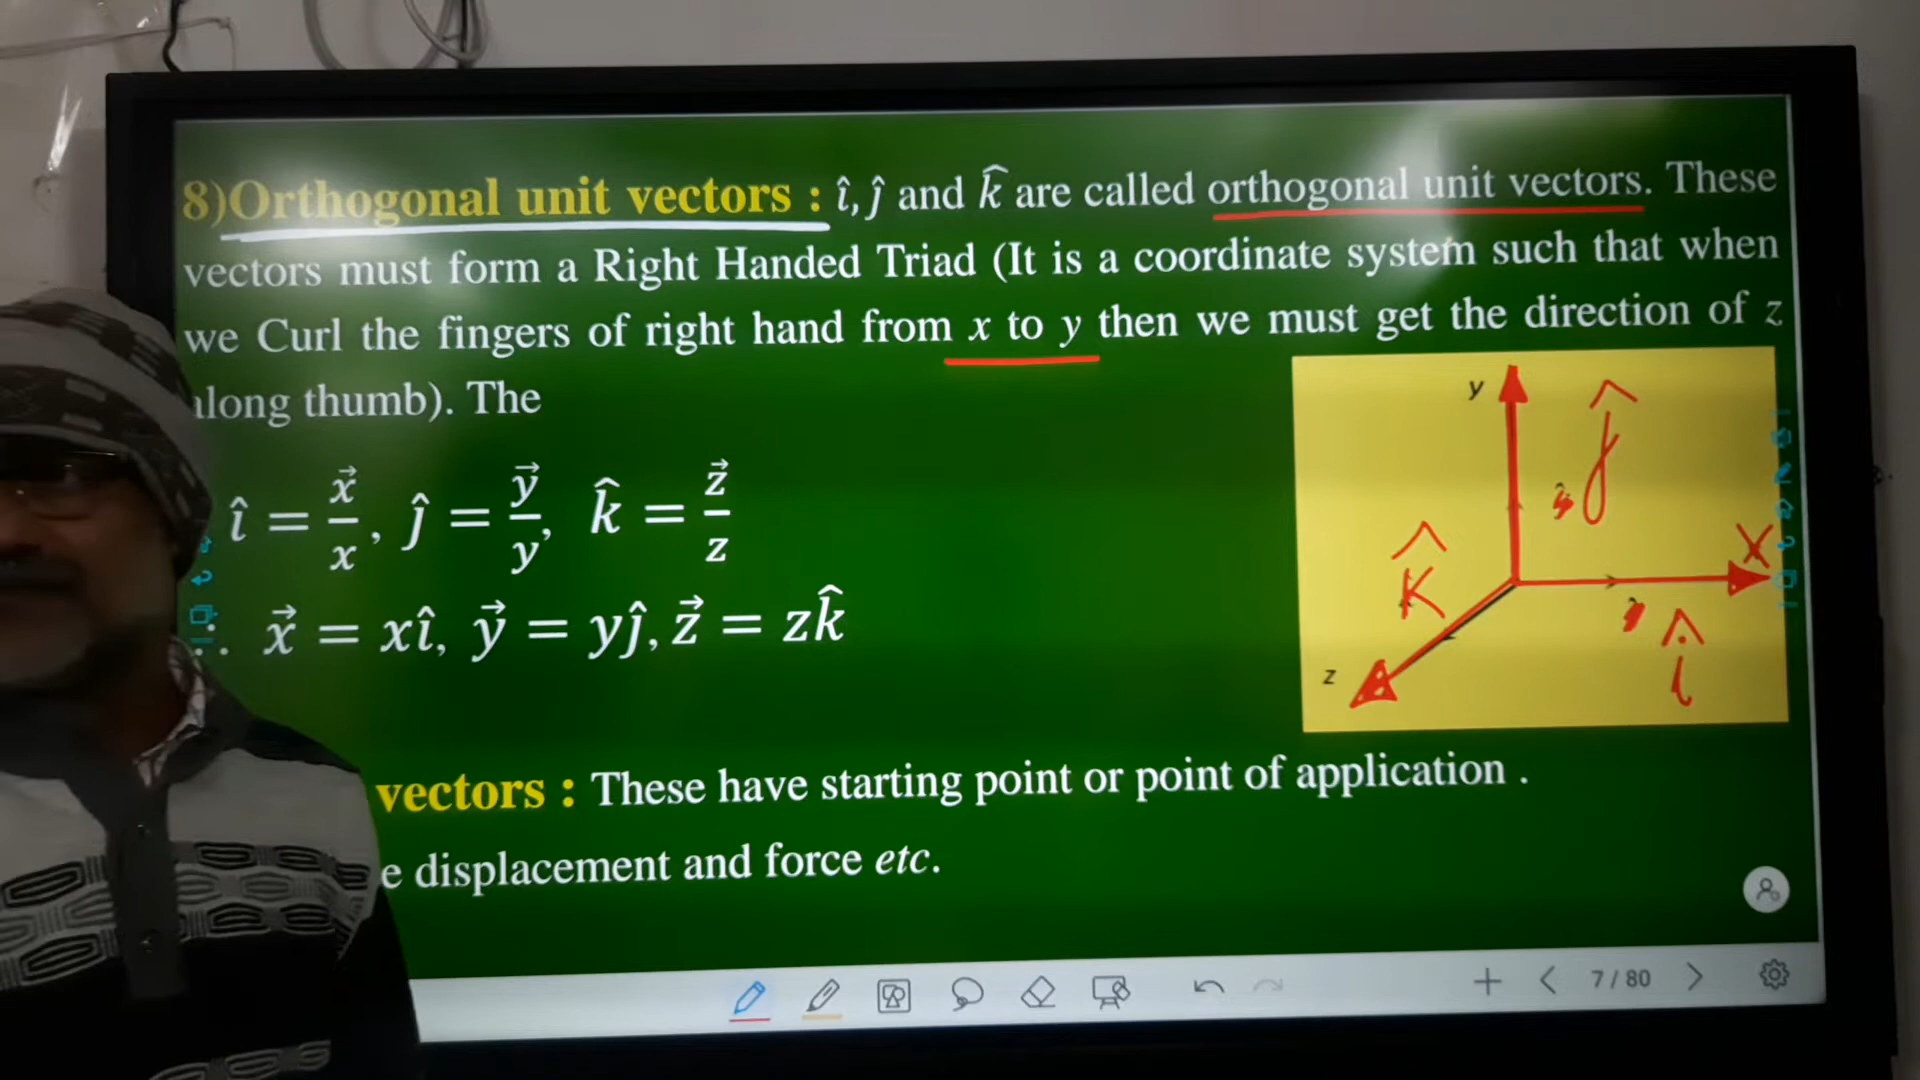 8)Orthogonal unit vectors : î, ĵ and k̂ are called orthogonal unit vectors. These
vectors must form a Right Handed Triad (It is a coordinate system such that when
we Curl the fingers of right hand from x to y then we must get the direction of z
along thumb). The
î = x⃗/x, ĵ = y⃗/y, k̂ = z⃗/z
∴ x⃗ = xî, y⃗ = yĵ, z⃗ = zk̂
y
ĵ
X
K̂
î
z
vectors : These have starting point or point of application .
e displacement and force etc.
7 / 80